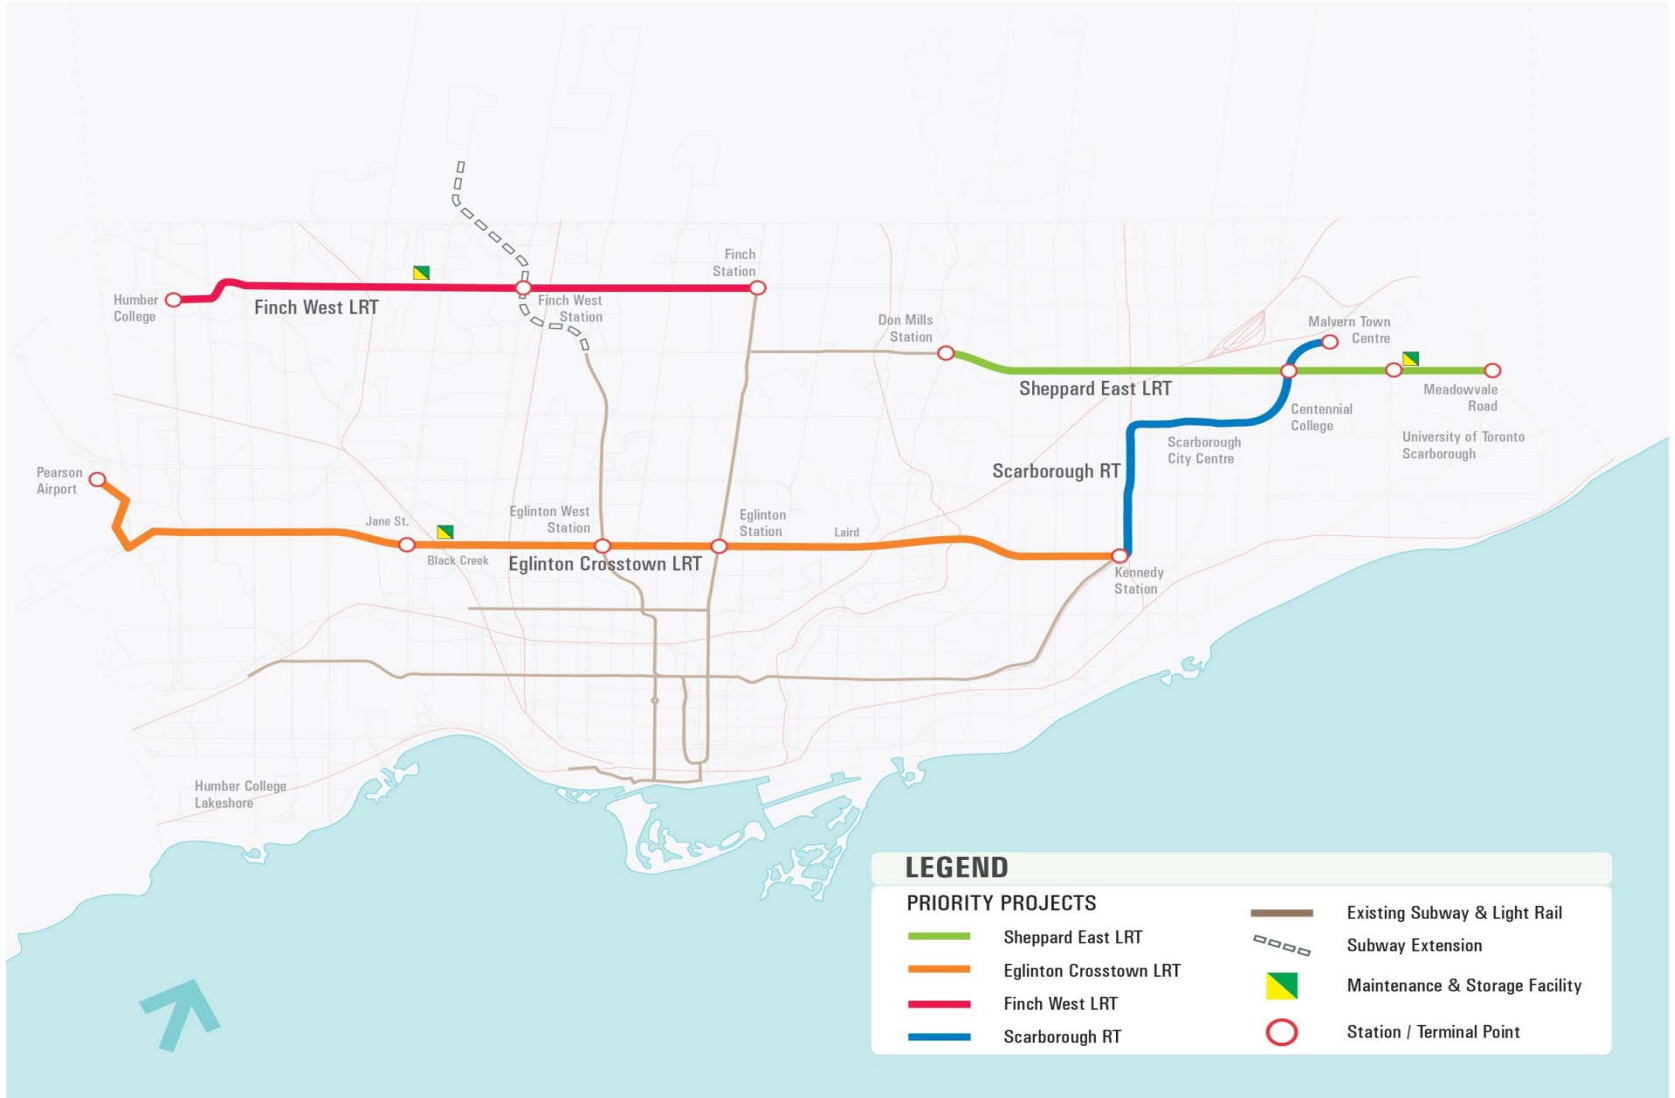 Finch
Station
Humber
College
Finch West LRT
Finch West
Station
Don Mills
Station
Malvern Town
Centre
Sheppard East LRT
Meadowvale
Road
Centennial
College
University of Toronto
Scarborough
Scarborough
City Centre
Scarborough RT
Pearson
Airport
Jane St.
Black Creek
Eglinton West
Station
Eglinton Crosstown LRT
Eglinton
Station
Laird
Kennedy
Station
Humber College
Lakeshore
LEGEND
PRIORITY PROJECTS
Sheppard East LRT
Eglinton Crosstown LRT
Finch West LRT
Scarborough RT
Existing Subway & Light Rail
Subway Extension
Maintenance & Storage Facility
Station / Terminal Point